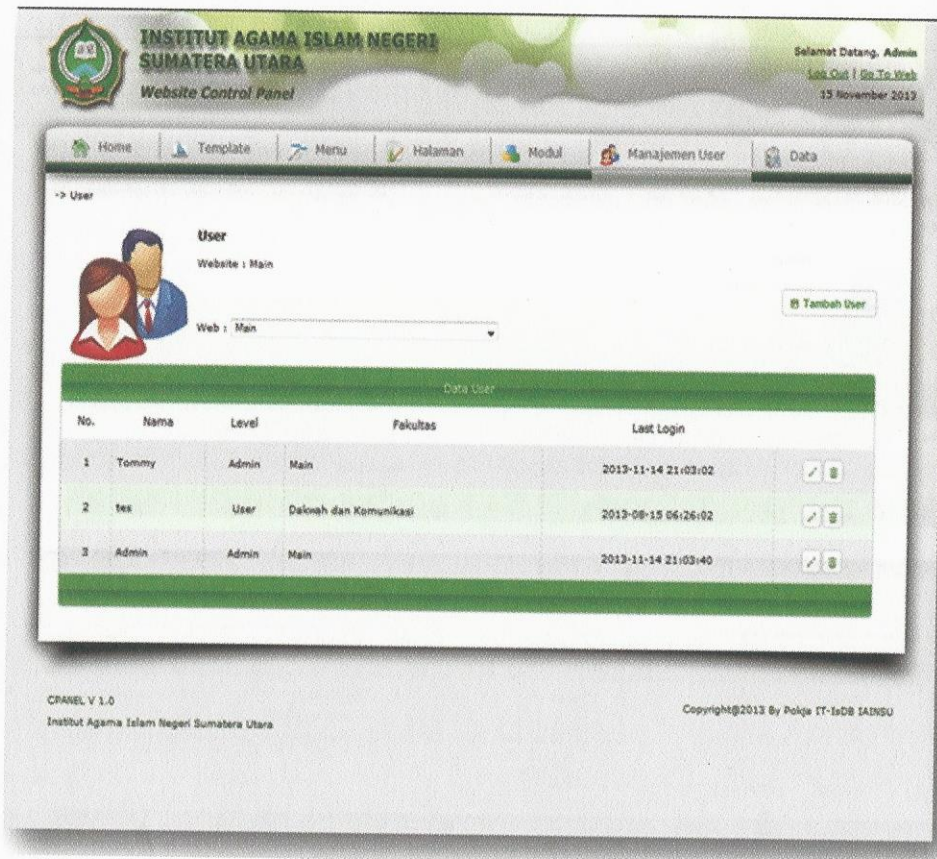 INSTITUT AGAMA ISLAM NEGERI
SUMATERA UTARA
Website Control Panel
Selamat Datang, Admin
Log Out | Go To Web
15 November 2013
Home Template Menu Halaman Modul Manajemen User Data
-> User
User
Website : Main
Tambah User
Web : Main
Data User
No. Nama Level Fakultas Last Login
1 Tommy Admin Main 2013-11-14 21:03:02
2 tes User Dakwah dan Komunikasi 2013-08-15 06:26:02
3 Admin Admin Main 2013-11-14 21:03:40
CPANEL V 1.0
Institut Agama Islam Negeri Sumatera Utara
Copyright@2013 By Pokja IT-IsDB IAINSU